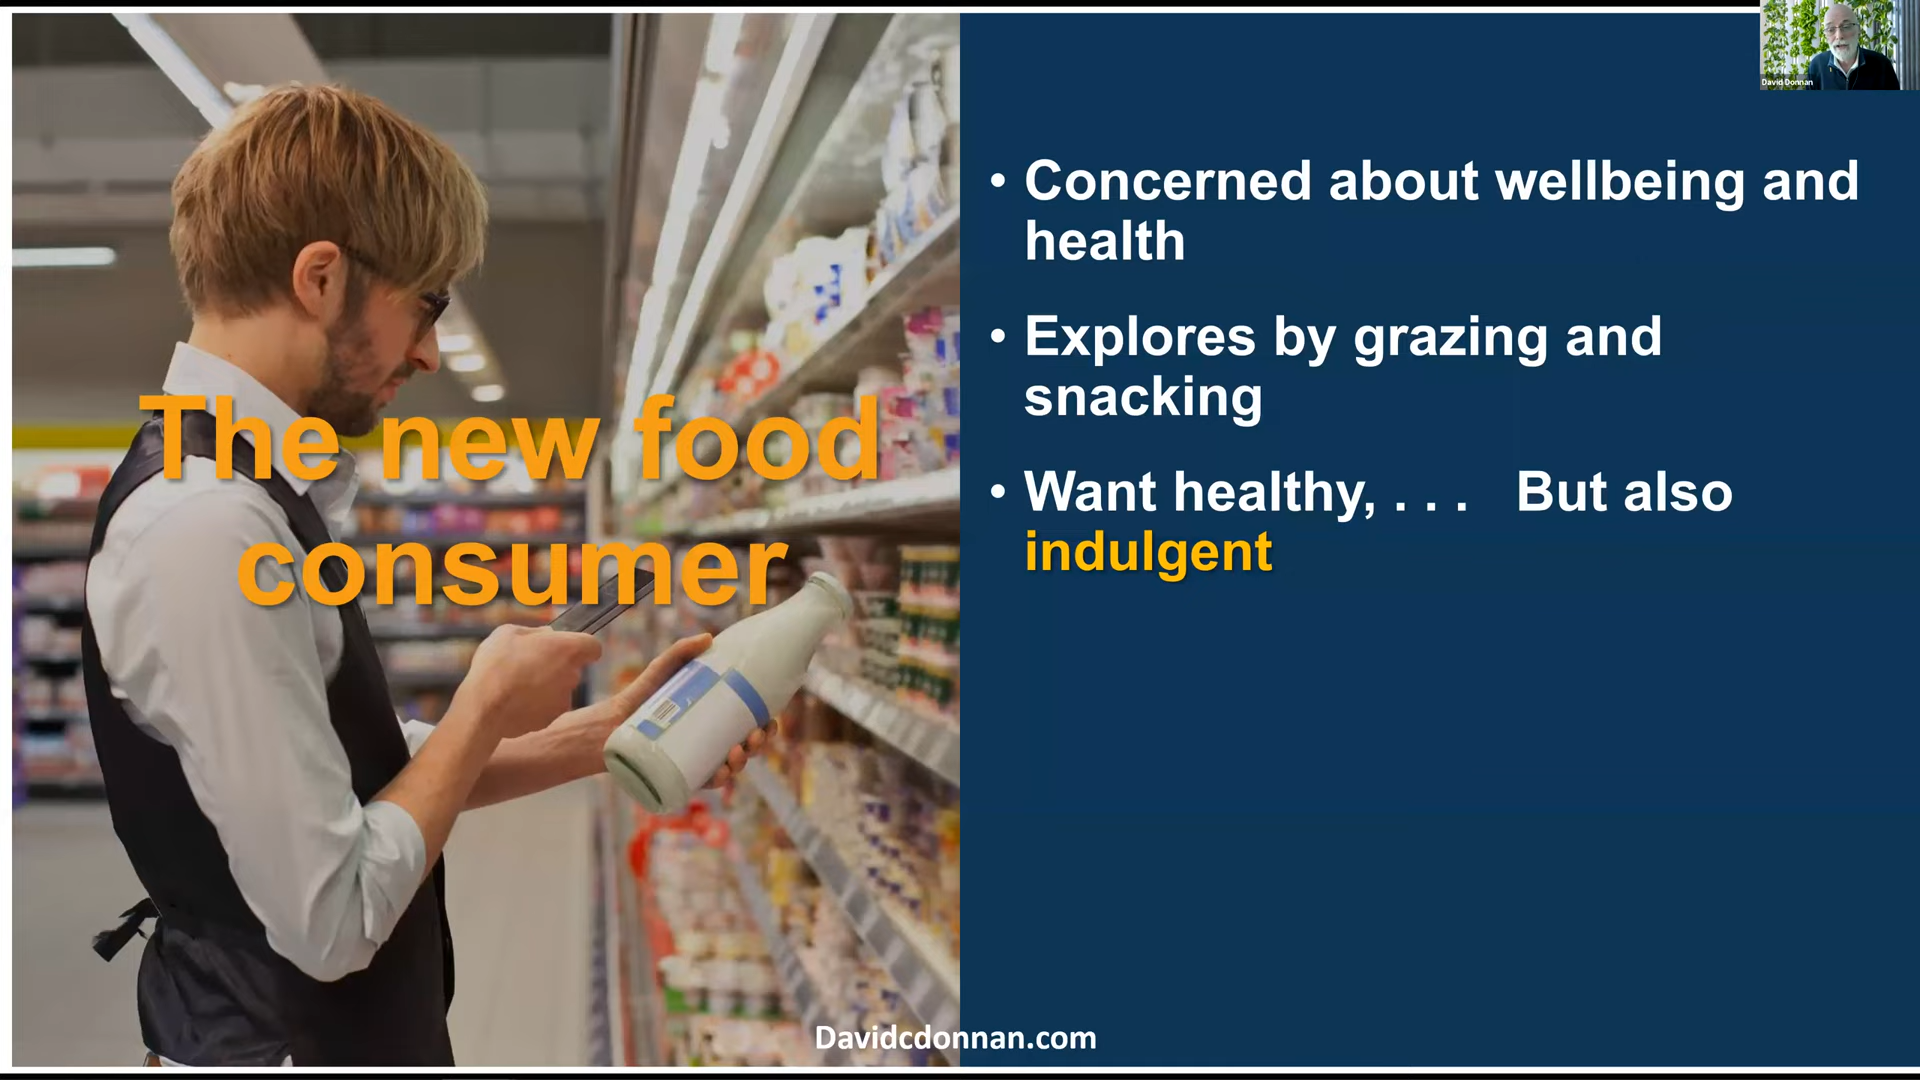 David Donnan
The new food
consumer
• Concerned about wellbeing and
health
• Explores by grazing and
snacking
• Want healthy, . . . But also
indulgent
Davidcdonnan.com